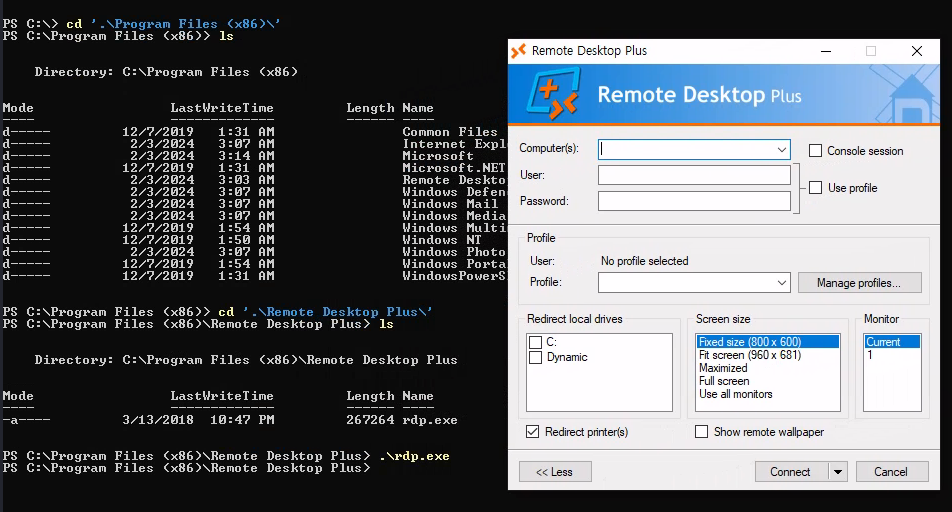 PS C:\> cd '.\Program Files (x86)\'
PS C:\Program Files (x86)> ls
Directory: C:\Program Files (x86)
Mode LastWriteTime Length Name
---- ------------- ------ ----
d----- 12/7/2019 1:31 AM Common Files
d----- 2/3/2024 3:07 AM Internet Expl
d----- 2/3/2024 3:14 AM Microsoft
d----- 12/7/2019 1:31 AM Microsoft.NET
d----- 2/3/2024 3:03 AM Remote Deskto
d----- 2/3/2024 3:07 AM Windows Defen
d----- 2/3/2024 3:07 AM Windows Mail
d----- 2/3/2024 3:07 AM Windows Media
d----- 12/7/2019 1:54 AM Windows Multi
d----- 12/7/2019 1:50 AM Windows NT
d----- 2/3/2024 3:07 AM Windows Photo
d----- 12/7/2019 1:54 AM Windows Porta
d----- 12/7/2019 1:31 AM WindowsPowerS
PS C:\Program Files (x86)> cd '.\Remote Desktop Plus\'
PS C:\Program Files (x86)\Remote Desktop Plus> ls
Directory: C:\Program Files (x86)\Remote Desktop Plus
Mode LastWriteTime Length Name
---- ------------- ------ ----
-a---- 3/13/2018 10:47 PM 267264 rdp.exe
PS C:\Program Files (x86)\Remote Desktop Plus> .\rdp.exe
PS C:\Program Files (x86)\Remote Desktop Plus>
Remote Desktop Plus
Remote Desktop Plus
Computer(s):
Console session
User:
Use profile
Password:
Profile
User: No profile selected
Profile:
Manage profiles...
Redirect local drives
C:
Dynamic
Screen size
Fixed size (800 x 600)
Fit screen (960 x 681)
Maximized
Full screen
Use all monitors
Monitor
Current
1
Redirect printer(s)
Show remote wallpaper
<< Less
Connect
Cancel